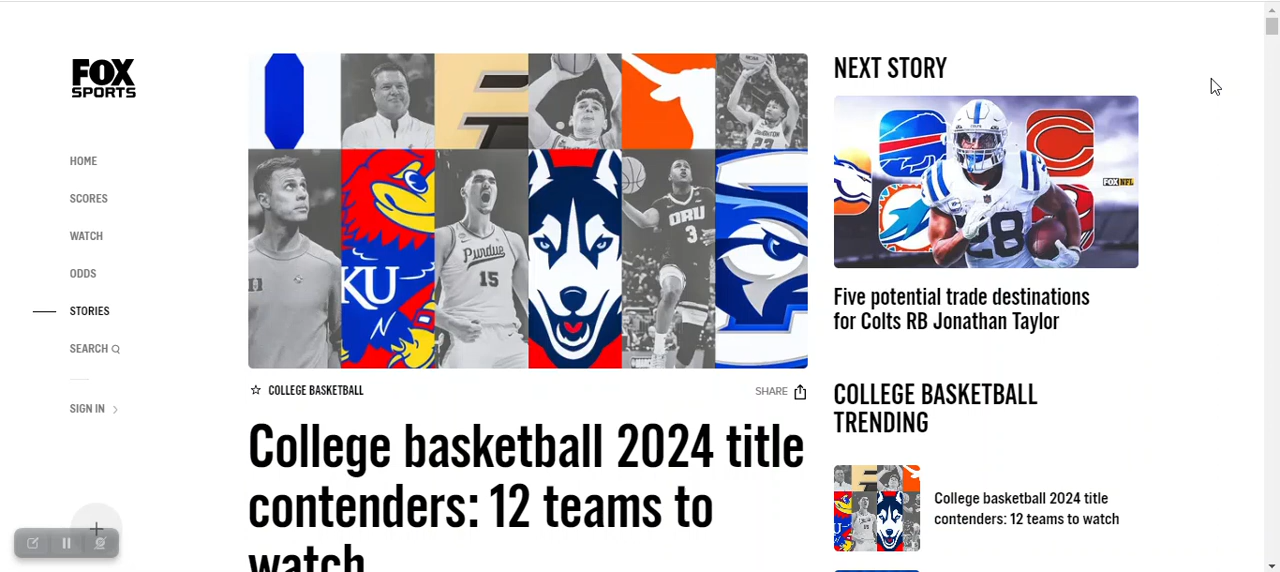 FOX
SPORTS
HOME
SCORES
WATCH
ODDS
STORIES
SEARCH
SIGN IN
KU
Purdue
15
ORU
3
COLLEGE BASKETBALL
SHARE
College basketball 2024 title
contenders: 12 teams to
watch
NEXT STORY
FOX NFL
28
Five potential trade destinations
for Colts RB Jonathan Taylor
COLLEGE BASKETBALL
TRENDING
College basketball 2024 title
contenders: 12 teams to watch